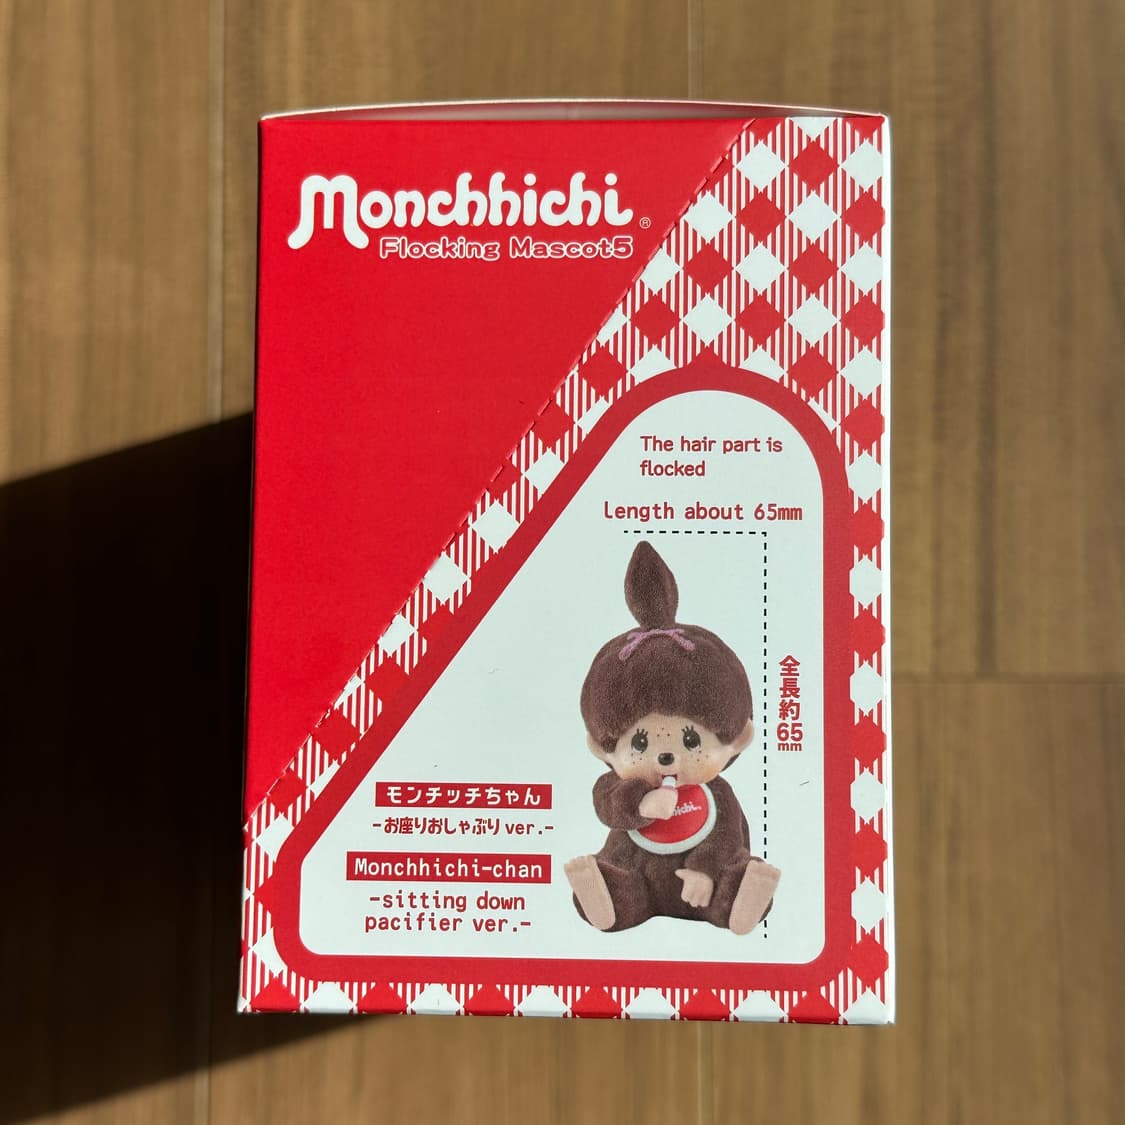 Monchhichi®
Flocking Mascot5
The hair part is
flocked
Length about 65mm
全長約65mm
モンチッチちゃん
-お座りおしゃぶりver.-
Monchhichi-chan
-sitting down
pacifier ver.-